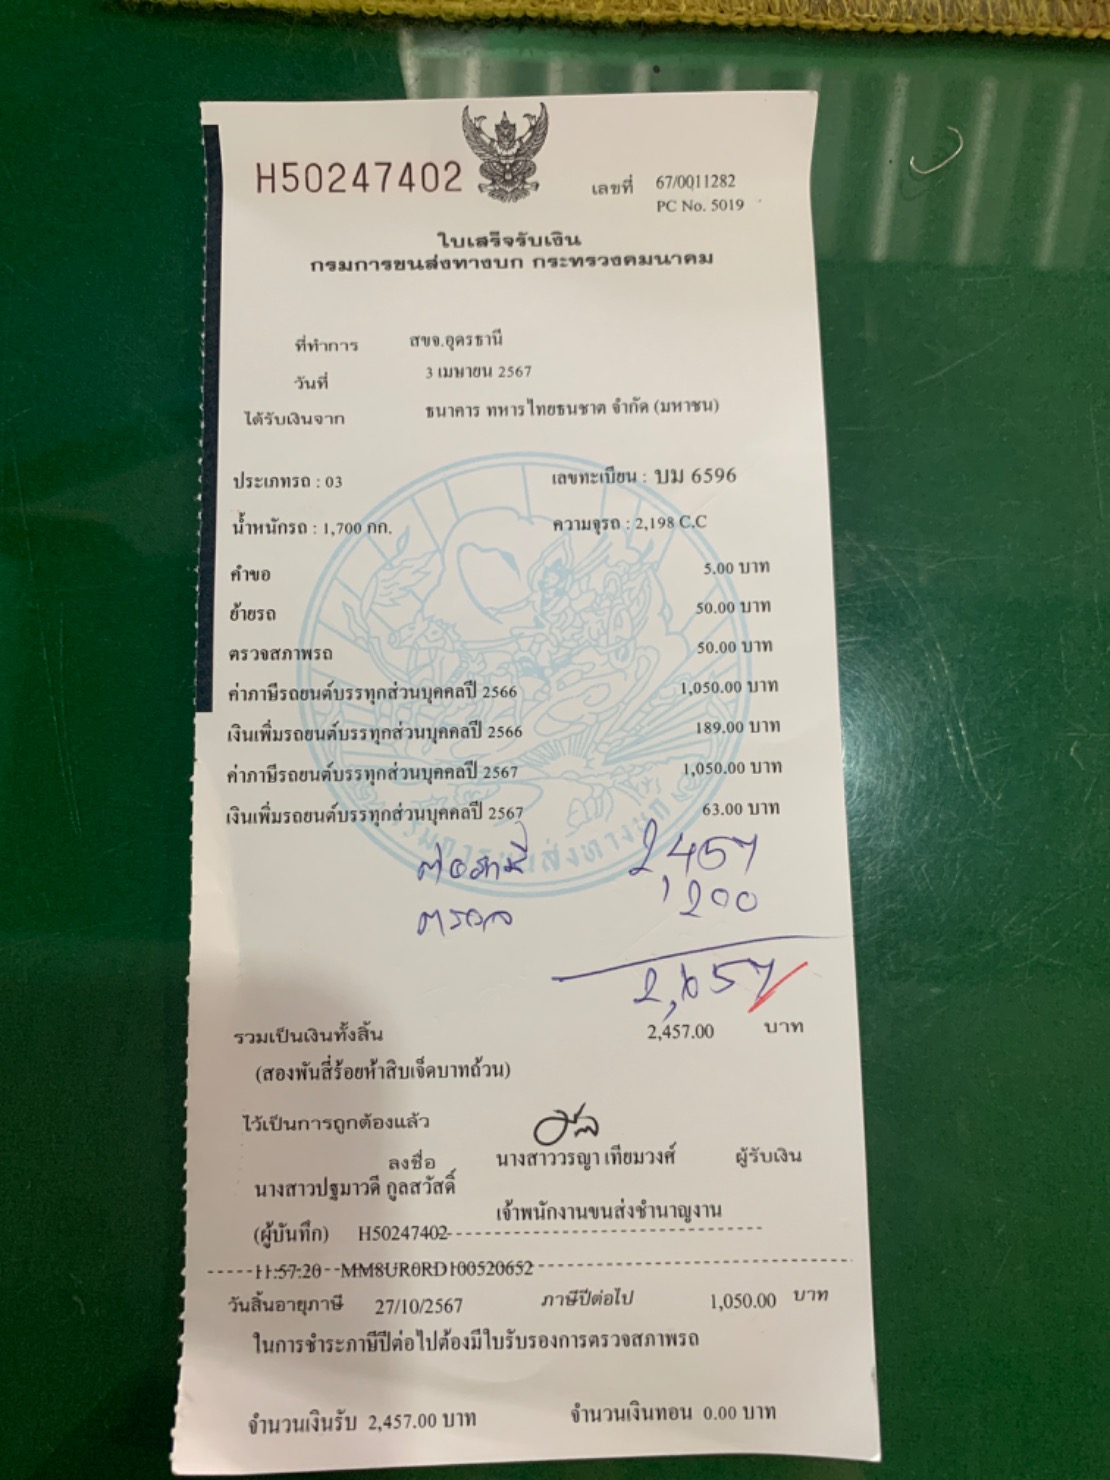 H50247402
เลขที่ 67/0011282
PC No. 5019
ใบเสร็จรับเงิน
กรมการขนส่งทางบก กระทรวงคมนาคม
ที่ทำการ สขจ.อุดรธานี
วันที่ 3 เมษายน 2567
ได้รับเงินจาก ธนาคาร ทหารไทยธนชาต จำกัด (มหาชน)
ประเภทรถ : 03 เลขทะเบียน : บม 6596
น้ำหนักรถ : 1,700 กก. ความจุรถ : 2,198 C.C
คำขอ 5.00 บาท
ย้ายรถ 50.00 บาท
ตรวจสภาพรถ 50.00 บาท
ค่าภาษีรถยนต์บรรทุกส่วนบุคคลปี 2566 1,050.00 บาท
เงินเพิ่มรถยนต์บรรทุกส่วนบุคคลปี 2566 189.00 บาท
ค่าภาษีรถยนต์บรรทุกส่วนบุคคลปี 2567 1,050.00 บาท
เงินเพิ่มรถยนต์บรรทุกส่วนบุคคลปี 2567 63.00 บาท
กรมการขนส่งทางบก
ต่อภาษี 2,457
ตรวจ 200
2,657
รวมเป็นเงินทั้งสิ้น 2,457.00 บาท
(สองพันสี่ร้อยห้าสิบเจ็ดบาทถ้วน)
ไว้เป็นการถูกต้องแล้ว
ลงชื่อ นางสาววรญา เทียมวงศ์ ผู้รับเงิน
นางสาวปฐมาวดี กูลสวัสดิ์
เจ้าพนักงานขนส่งชำนาญงาน
(ผู้บันทึก) H50247402
11:57:20 MM8UR0RD100520652
วันสิ้นอายุภาษี 27/10/2567 ภาษีปีต่อไป 1,050.00 บาท
ในการชำระภาษีปีต่อไปต้องมีใบรับรองการตรวจสภาพรถ
จำนวนเงินรับ 2,457.00 บาท จำนวนเงินทอน 0.00 บาท